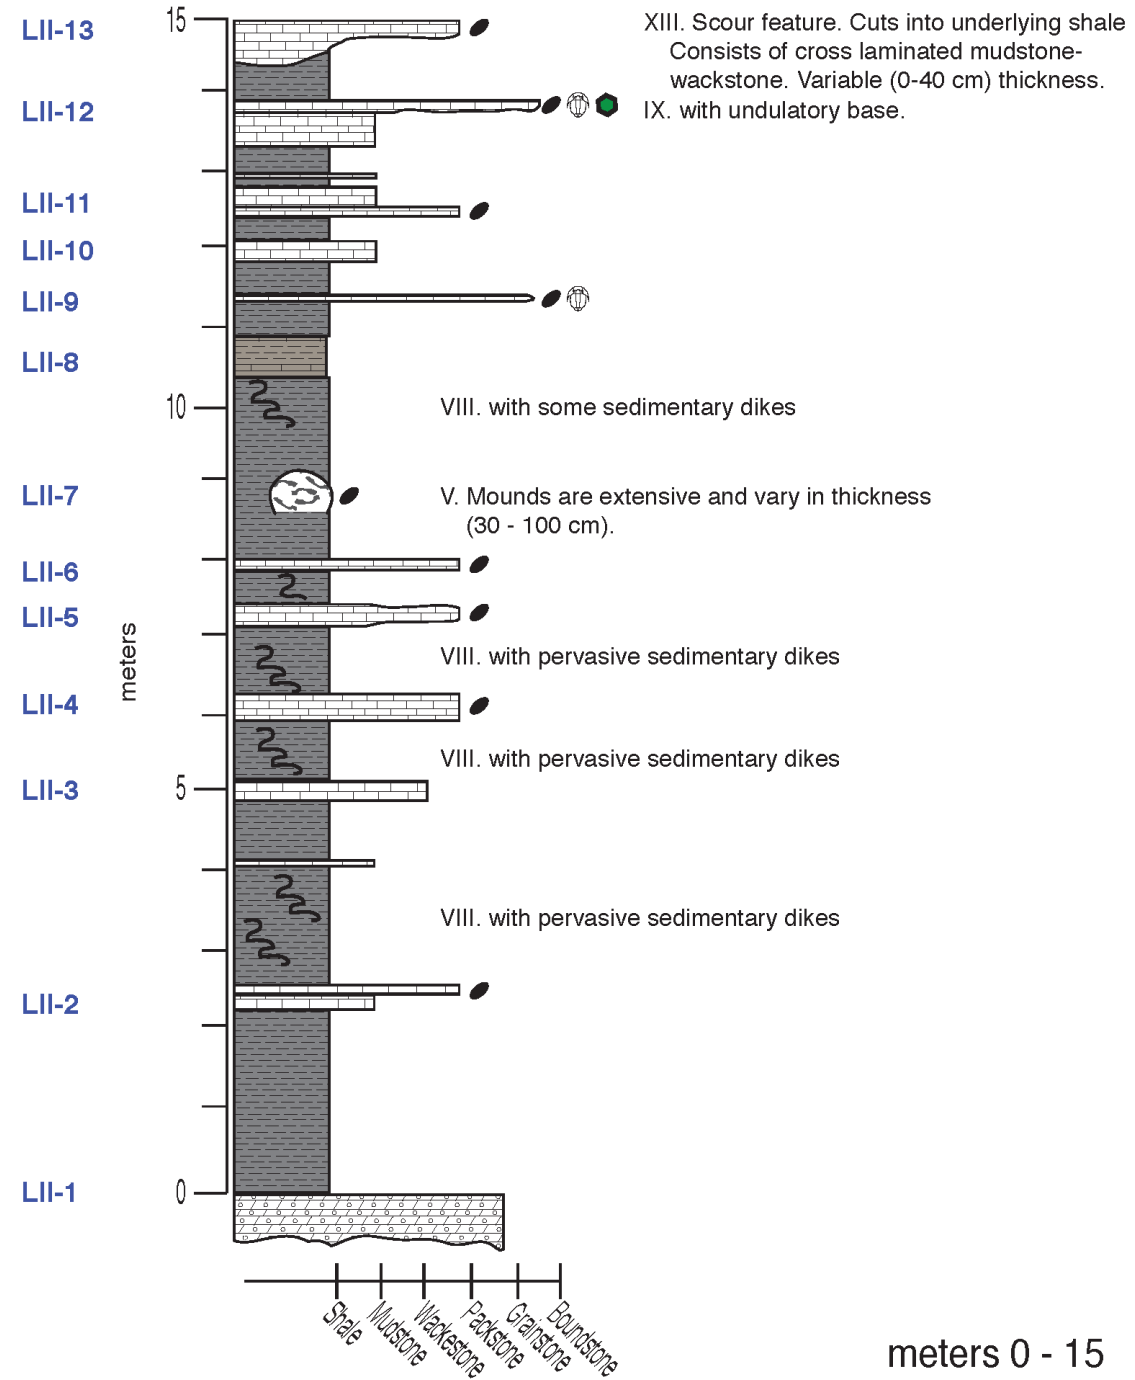 LII-13
15
XIII. Scour feature. Cuts into underlying shale
Consists of cross laminated mudstone-
wackstone. Variable (0-40 cm) thickness.
LII-12
IX. with undulatory base.
LII-11
LII-10
LII-9
LII-8
10
VIII. with some sedimentary dikes
LII-7
V. Mounds are extensive and vary in thickness
(30 - 100 cm).
LII-6
LII-5
meters
VIII. with pervasive sedimentary dikes
LII-4
VIII. with pervasive sedimentary dikes
LII-3
5
VIII. with pervasive sedimentary dikes
LII-2
LII-1
0
Shale
Mudstone
Wackestone
Packstone
Grainstone
Boundstone
meters 0 - 15